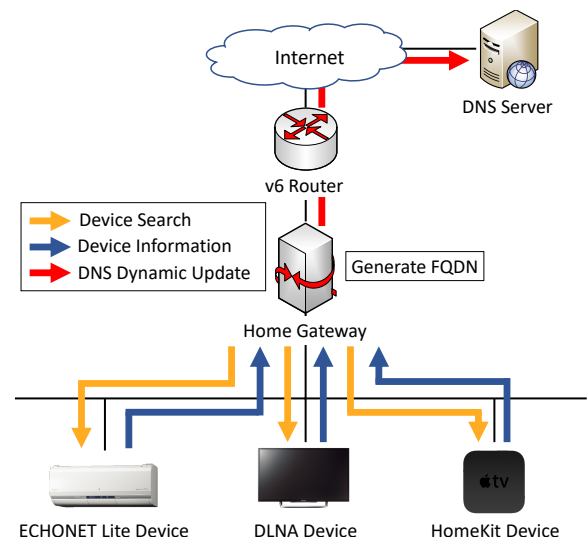 Internet
DNS Server
v6 Router
Device Search
Device Information
DNS Dynamic Update
Generate FQDN
Home Gateway
tv
ECHONET Lite Device
DLNA Device
HomeKit Device